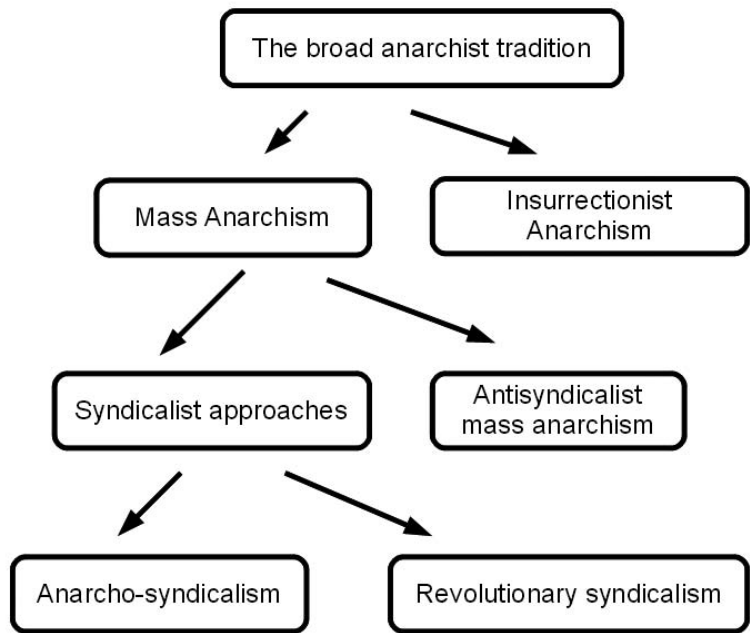 The broad anarchist tradition
Mass Anarchism
Insurrectionist
Anarchism
Syndicalist approaches
Antisyndicalist
mass anarchism
Anarcho-syndicalism
Revolutionary syndicalism